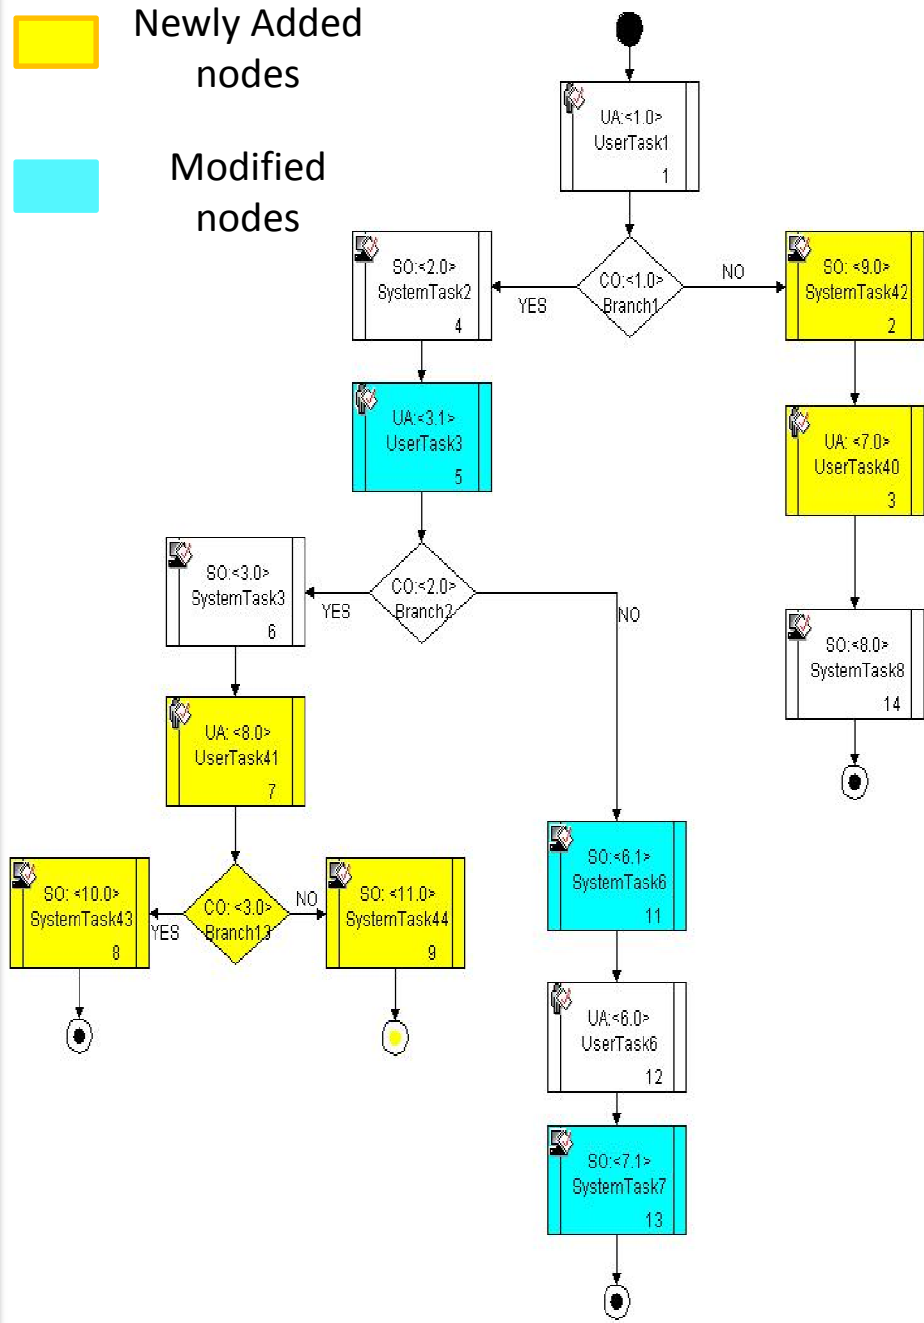 Newly Added
nodes
Modified
nodes
UA:<1.0>
UserTask1
1
CO:<1.0>
Branch1
YES
NO
SO:<2.0>
SystemTask2
4
SO: <9.0>
SystemTask42
2
UA:<3.1>
UserTask3
5
UA: <7.0>
UserTask40
3
CO:<2.0>
Branch2
YES
NO
SO:<3.0>
SystemTask3
6
SO:<8.0>
SystemTask8
14
UA: <8.0>
UserTask41
7
CO: <3.0>
Branch13
YES
NO
SO: <10.0>
SystemTask43
8
SO: <11.0>
SystemTask44
9
SO:<6.1>
SystemTask6
11
UA:<6.0>
UserTask6
12
SO:<7.1>
SystemTask7
13